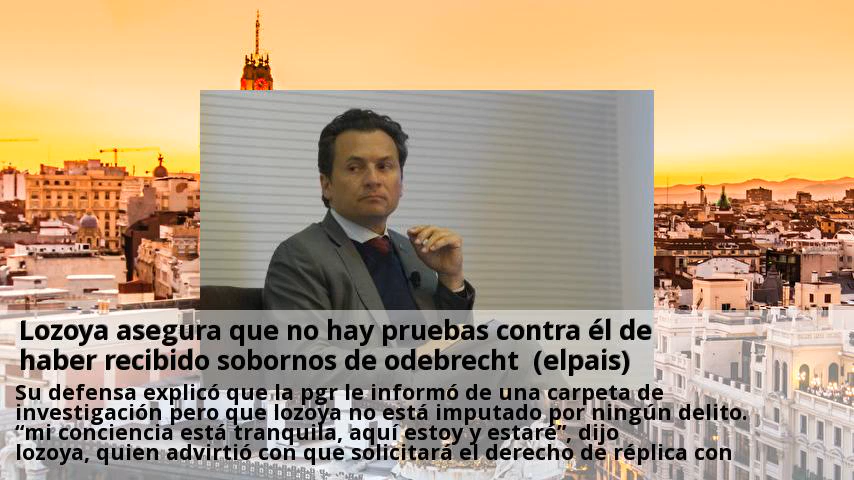 Lozoya asegura que no hay pruebas contra él de
haber recibido sobornos de odebrecht (elpais)
Su defensa explicó que la pgr le informó de una carpeta de
investigación pero que lozoya no está imputado por ningún delito.
“mi conciencia está tranquila, aquí estoy y estaré”, dijo
lozoya, quien advirtió con que solicitará el derecho de réplica con